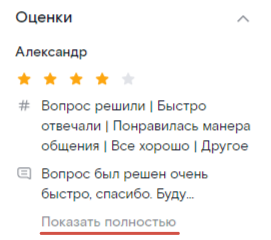 Оценки
Александр
# Вопрос решили | Быстро
отвечали | Понравилась манера
общения | Все хорошо | Другое
Вопрос был решен очень
быстро, спасибо. Буду...
Показать полностью